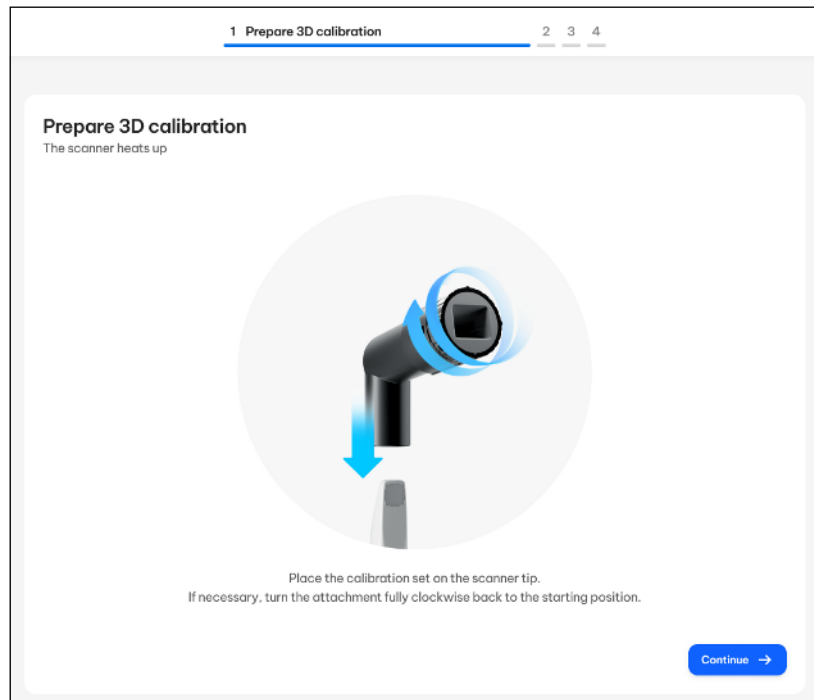 1 Prepare 3D calibration 2 3 4
Prepare 3D calibration
The scanner heats up
Place the calibration set on the scanner tip.
If necessary, turn the attachment fully clockwise back to the starting position.
Continue →